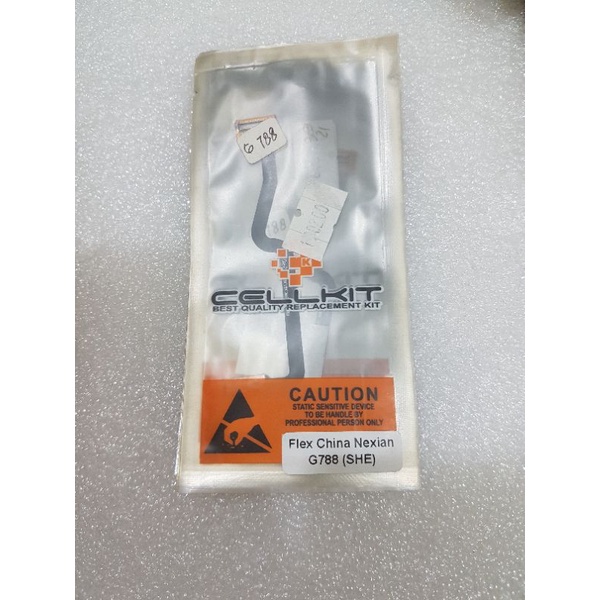 G 788
CELLKIT
BEST QUALITY REPLACEMENT KIT
CAUTION
STATIC SENSITIVE DEVICE
TO BE HANDLE BY
PROFESSIONAL PERSON ONLY
Flex China Nexian
G788 (SHE)